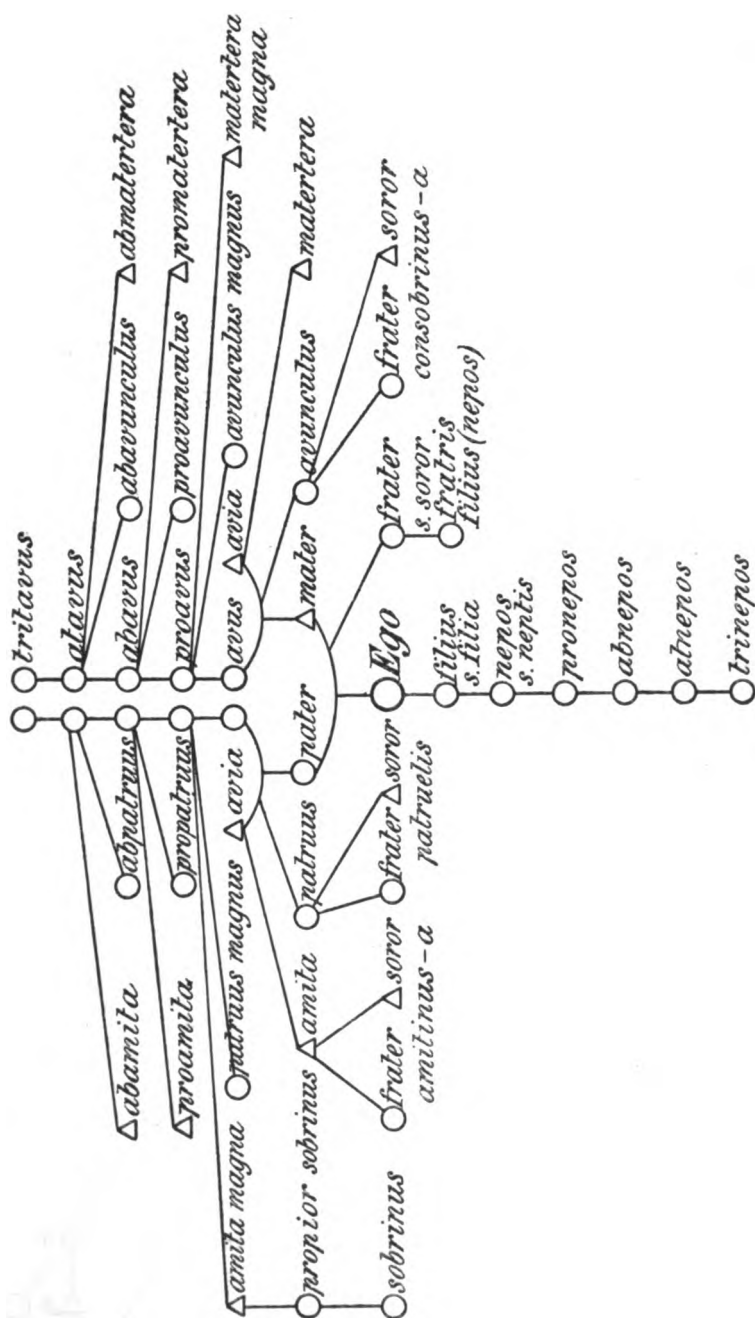 tritavus
atavus
abamita
abpatruus
abavus
abavunculus
abmatertera
proamita
propatruus
proavus
proavunculus
promatertera
amita magna
patruus magnus
avia
avus
avia
avunculus magnus
matertera
magna
propior sobrinus
amita
patruus
pater
mater
avunculus
matertera
sobrinus
frater
soror
amitinus-a
frater
soror
patruelis
Ego
frater
s. soror
fratris
filius (nepos)
frater
soror
consobrinus-a
filius
s. filia
nepos
s. neptis
pronepos
abnepos
atnepos
trinepos